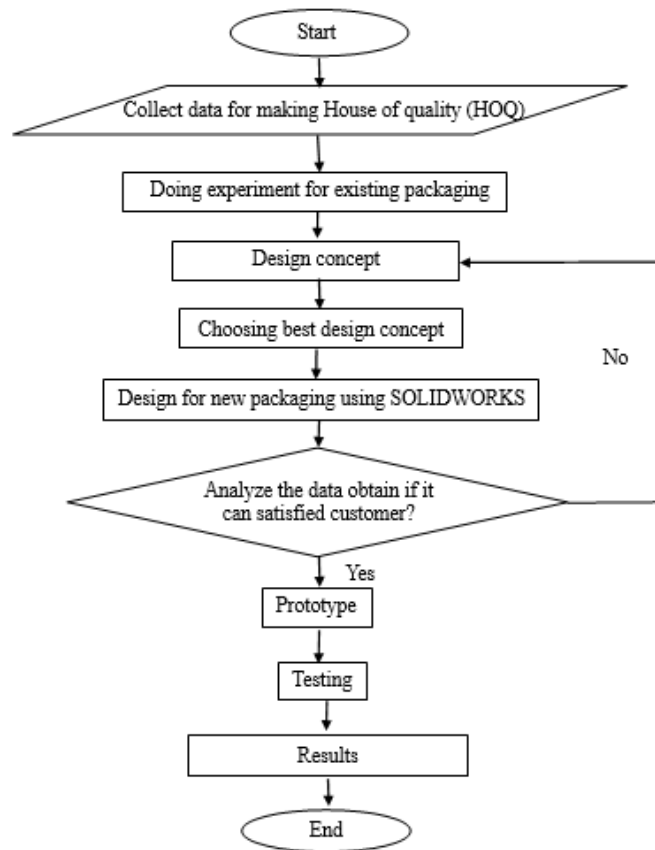 Start
Collect data for making House of quality (HOQ)
Doing experiment for existing packaging
Design concept
Choosing best design concept
No
Design for new packaging using SOLIDWORKS
Analyze the data obtain if it
can satisfied customer?
Yes
Prototype
Testing
Results
End